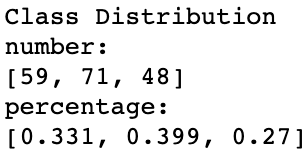 Class Distribution
number:
[59, 71, 48]
percentage:
[0.331, 0.399, 0.27]